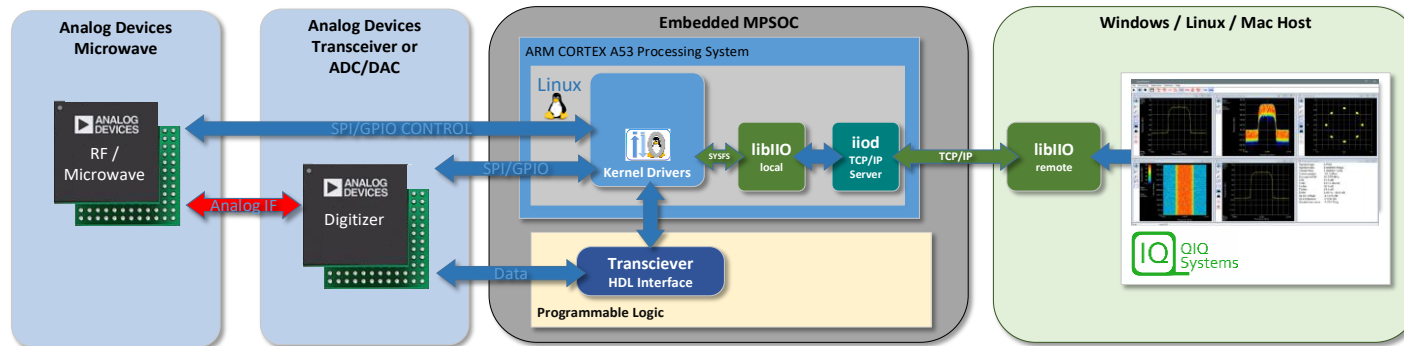 Analog Devices
Microwave
ANALOG
DEVICES
RF /
Microwave
Analog IF
Analog Devices
Transceiver or
ADC/DAC
SPI/GPIO CONTROL
SPI/GPIO
ANALOG
DEVICES
Digitizer
Data
Embedded MPSOC
ARM CORTEX A53 Processing System
Linux
Kernel Drivers
SYSFS
libIIO
local
iiod
TCP/IP
Server
TCP/IP
Transciever
HDL Interface
Programmable Logic
Windows / Linux / Mac Host
libIIO
remote
IQ
QIQ
Systems